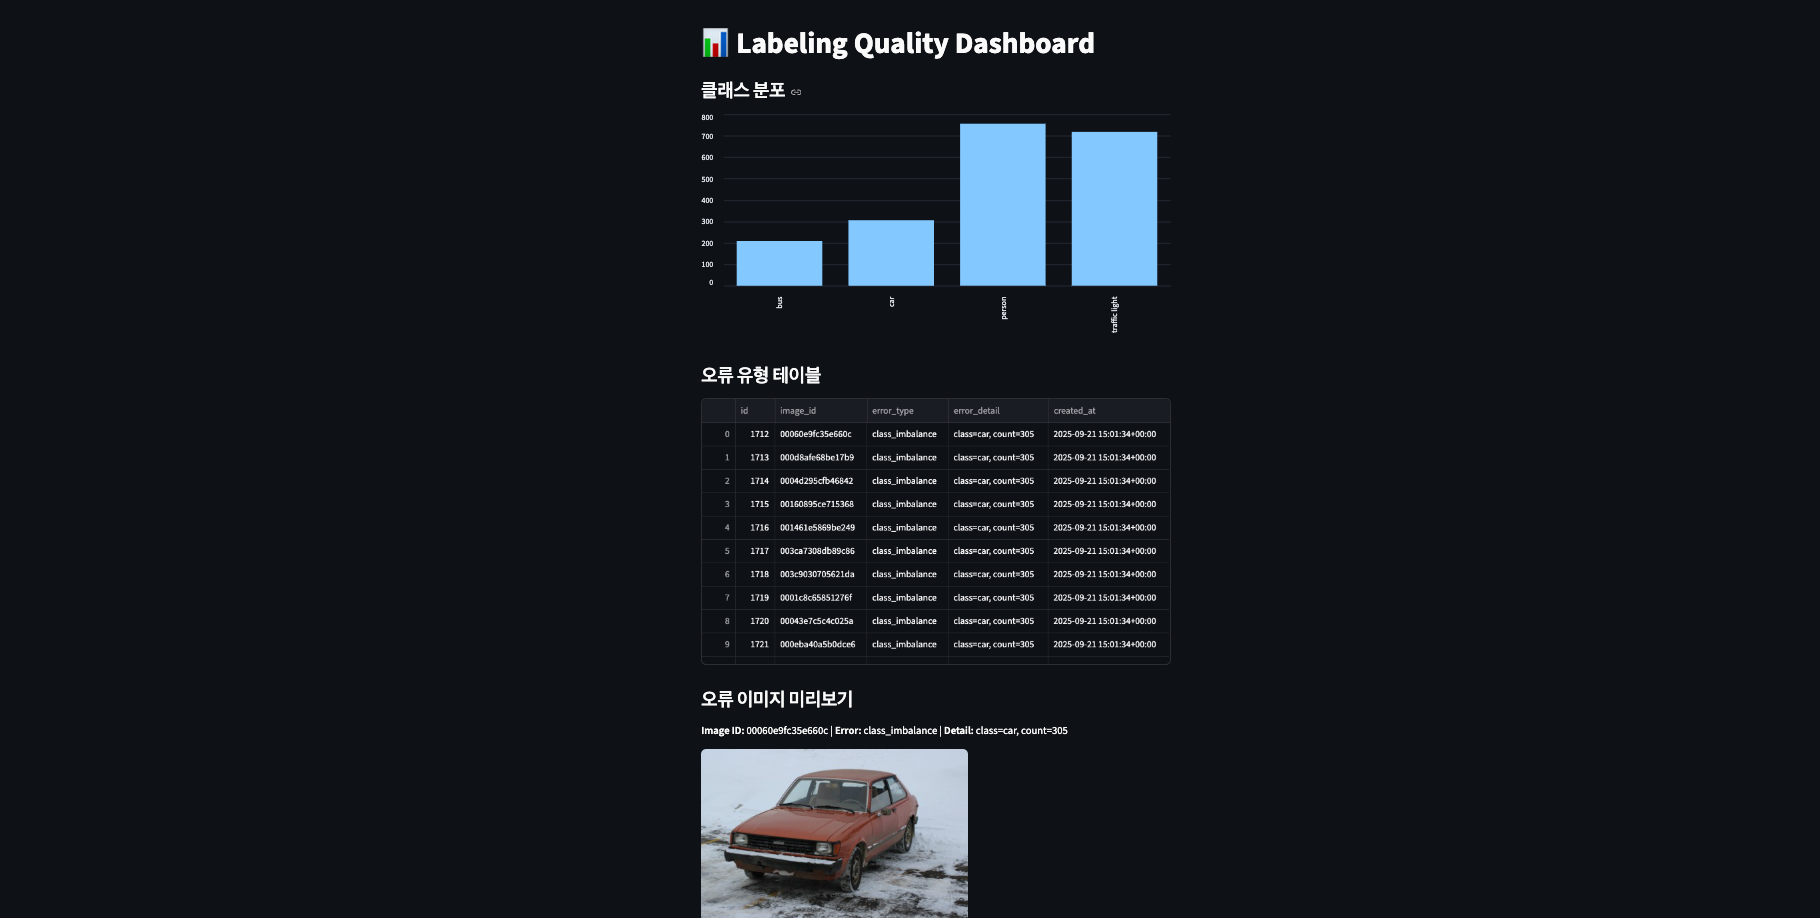 📊 Labeling Quality Dashboard
클래스 분포
800
700
600
500
400
300
200
100
0
bus
car
person
traffic light
오류 유형 테이블
id image_id error_type error_detail created_at
0 1712 00060e9fc35e660c class_imbalance class=car, count=305 2025-09-21 15:01:34+00:00
1 1713 000d8afe68be17b9 class_imbalance class=car, count=305 2025-09-21 15:01:34+00:00
2 1714 0004d295cfb46842 class_imbalance class=car, count=305 2025-09-21 15:01:34+00:00
3 1715 00160895ce715368 class_imbalance class=car, count=305 2025-09-21 15:01:34+00:00
4 1716 001461e5869be249 class_imbalance class=car, count=305 2025-09-21 15:01:34+00:00
5 1717 003ca7308db89c86 class_imbalance class=car, count=305 2025-09-21 15:01:34+00:00
6 1718 003c9030705621da class_imbalance class=car, count=305 2025-09-21 15:01:34+00:00
7 1719 0001c8c65851276f class_imbalance class=car, count=305 2025-09-21 15:01:34+00:00
8 1720 00043e7c5c4c025a class_imbalance class=car, count=305 2025-09-21 15:01:34+00:00
9 1721 000eba40a5b0dce6 class_imbalance class=car, count=305 2025-09-21 15:01:34+00:00
오류 이미지 미리보기
Image ID: 00060e9fc35e660c | Error: class_imbalance | Detail: class=car, count=305